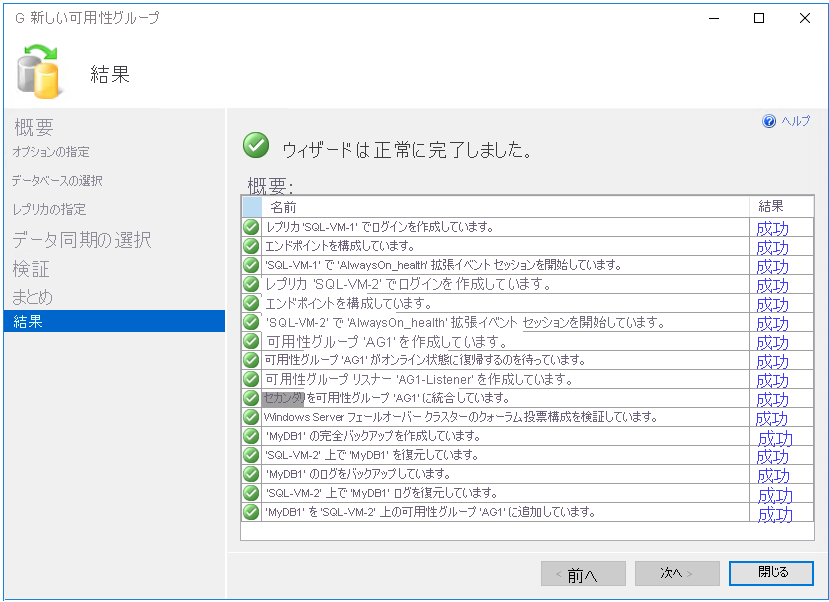 G 新しい可用性グループ
結果
概要
オプションの指定
データベースの選択
レプリカの指定
データ同期の選択
検証
まとめ
結果
ヘルプ
ウィザードは正常に完了しました。
概要:
名前 結果
レプリカ 'SQL-VM-1' でログインを作成しています。 成功
エンドポイントを構成しています。 成功
'SQL-VM-1' で 'AlwaysOn_health' 拡張イベント セッションを開始しています。 成功
レプリカ 'SQL-VM-2' でログインを作成しています。 成功
エンドポイントを構成しています。 成功
'SQL-VM-2' で 'AlwaysOn_health' 拡張イベント セッションを開始しています。 成功
可用性グループ 'AG1' を作成しています。 成功
可用性グループ 'AG1' がオンライン状態に復帰するのを待っています。 成功
可用性グループ リスナー 'AG1-Listener' を作成しています。 成功
セカンダリを可用性グループ 'AG1' に統合しています。 成功
Windows Server フェールオーバー クラスターのクォーラム投票構成を検証しています。 成功
'MyDB1' の完全バックアップを作成しています。 成功
'SQL-VM-2' 上で 'MyDB1' を復元しています。 成功
'MyDB1' のログをバックアップしています。 成功
'SQL-VM-2' 上で 'MyDB1' ログを復元しています。 成功
'MyDB1' を 'SQL-VM-2' 上の可用性グループ 'AG1' に追加しています。 成功
< 前へ 次へ > 閉じる